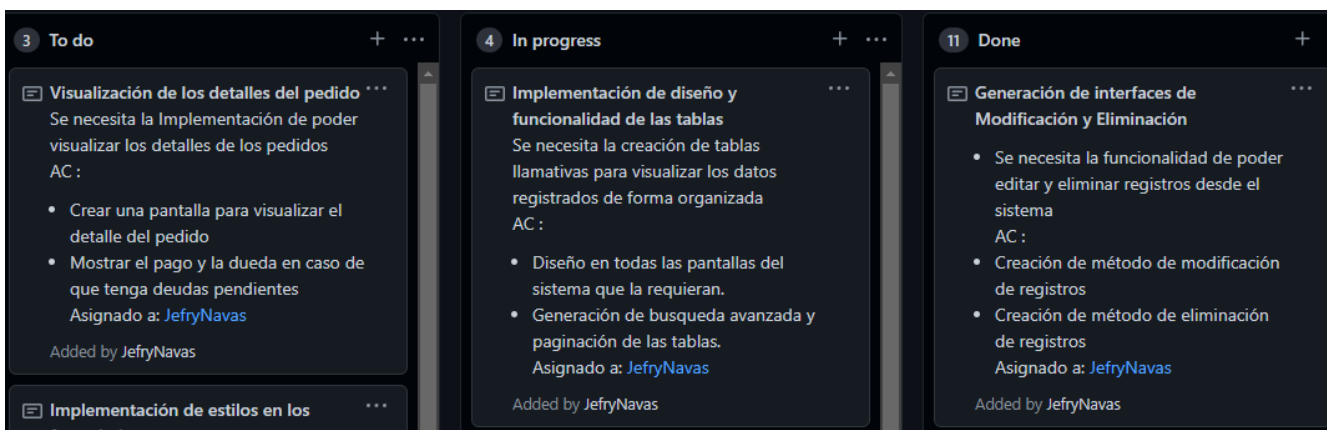 3 To do
Visualización de los detalles del pedido
Se necesita la Implementación de poder
visualizar los detalles de los pedidos
AC :
Crear una pantalla para visualizar el
detalle del pedido
Mostrar el pago y la dueda en caso de
que tenga deudas pendientes
Asignado a: JefryNavas
Added by JefryNavas
Implementación de estilos en los
4 In progress
Implementación de diseño y
funcionalidad de las tablas
Se necesita la creación de tablas
llamativas para visualizar los datos
registrados de forma organizada
AC :
Diseño en todas las pantallas del
sistema que la requieran.
Generación de busqueda avanzada y
paginación de las tablas.
Asignado a: JefryNavas
Added by JefryNavas
11 Done
Generación de interfaces de
Modificación y Eliminación
Se necesita la funcionalidad de poder
editar y eliminar registros desde el
sistema
AC :
Creación de método de modificación
de registros
Creación de método de eliminación
de registros
Asignado a: JefryNavas
Added by JefryNavas